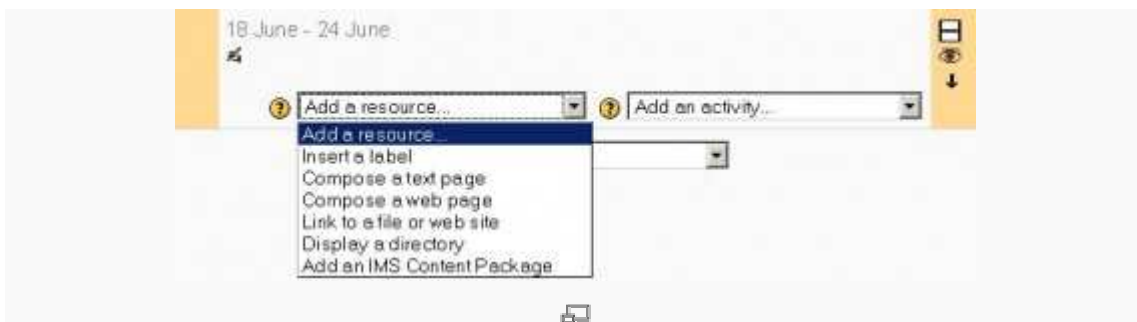 18 June - 24 June
Add a resource... Add an activity...
Add a resource...
Insert a label
Compose a text page
Compose a web page
Link to a file or web site
Display a directory
Add an IMS Content Package